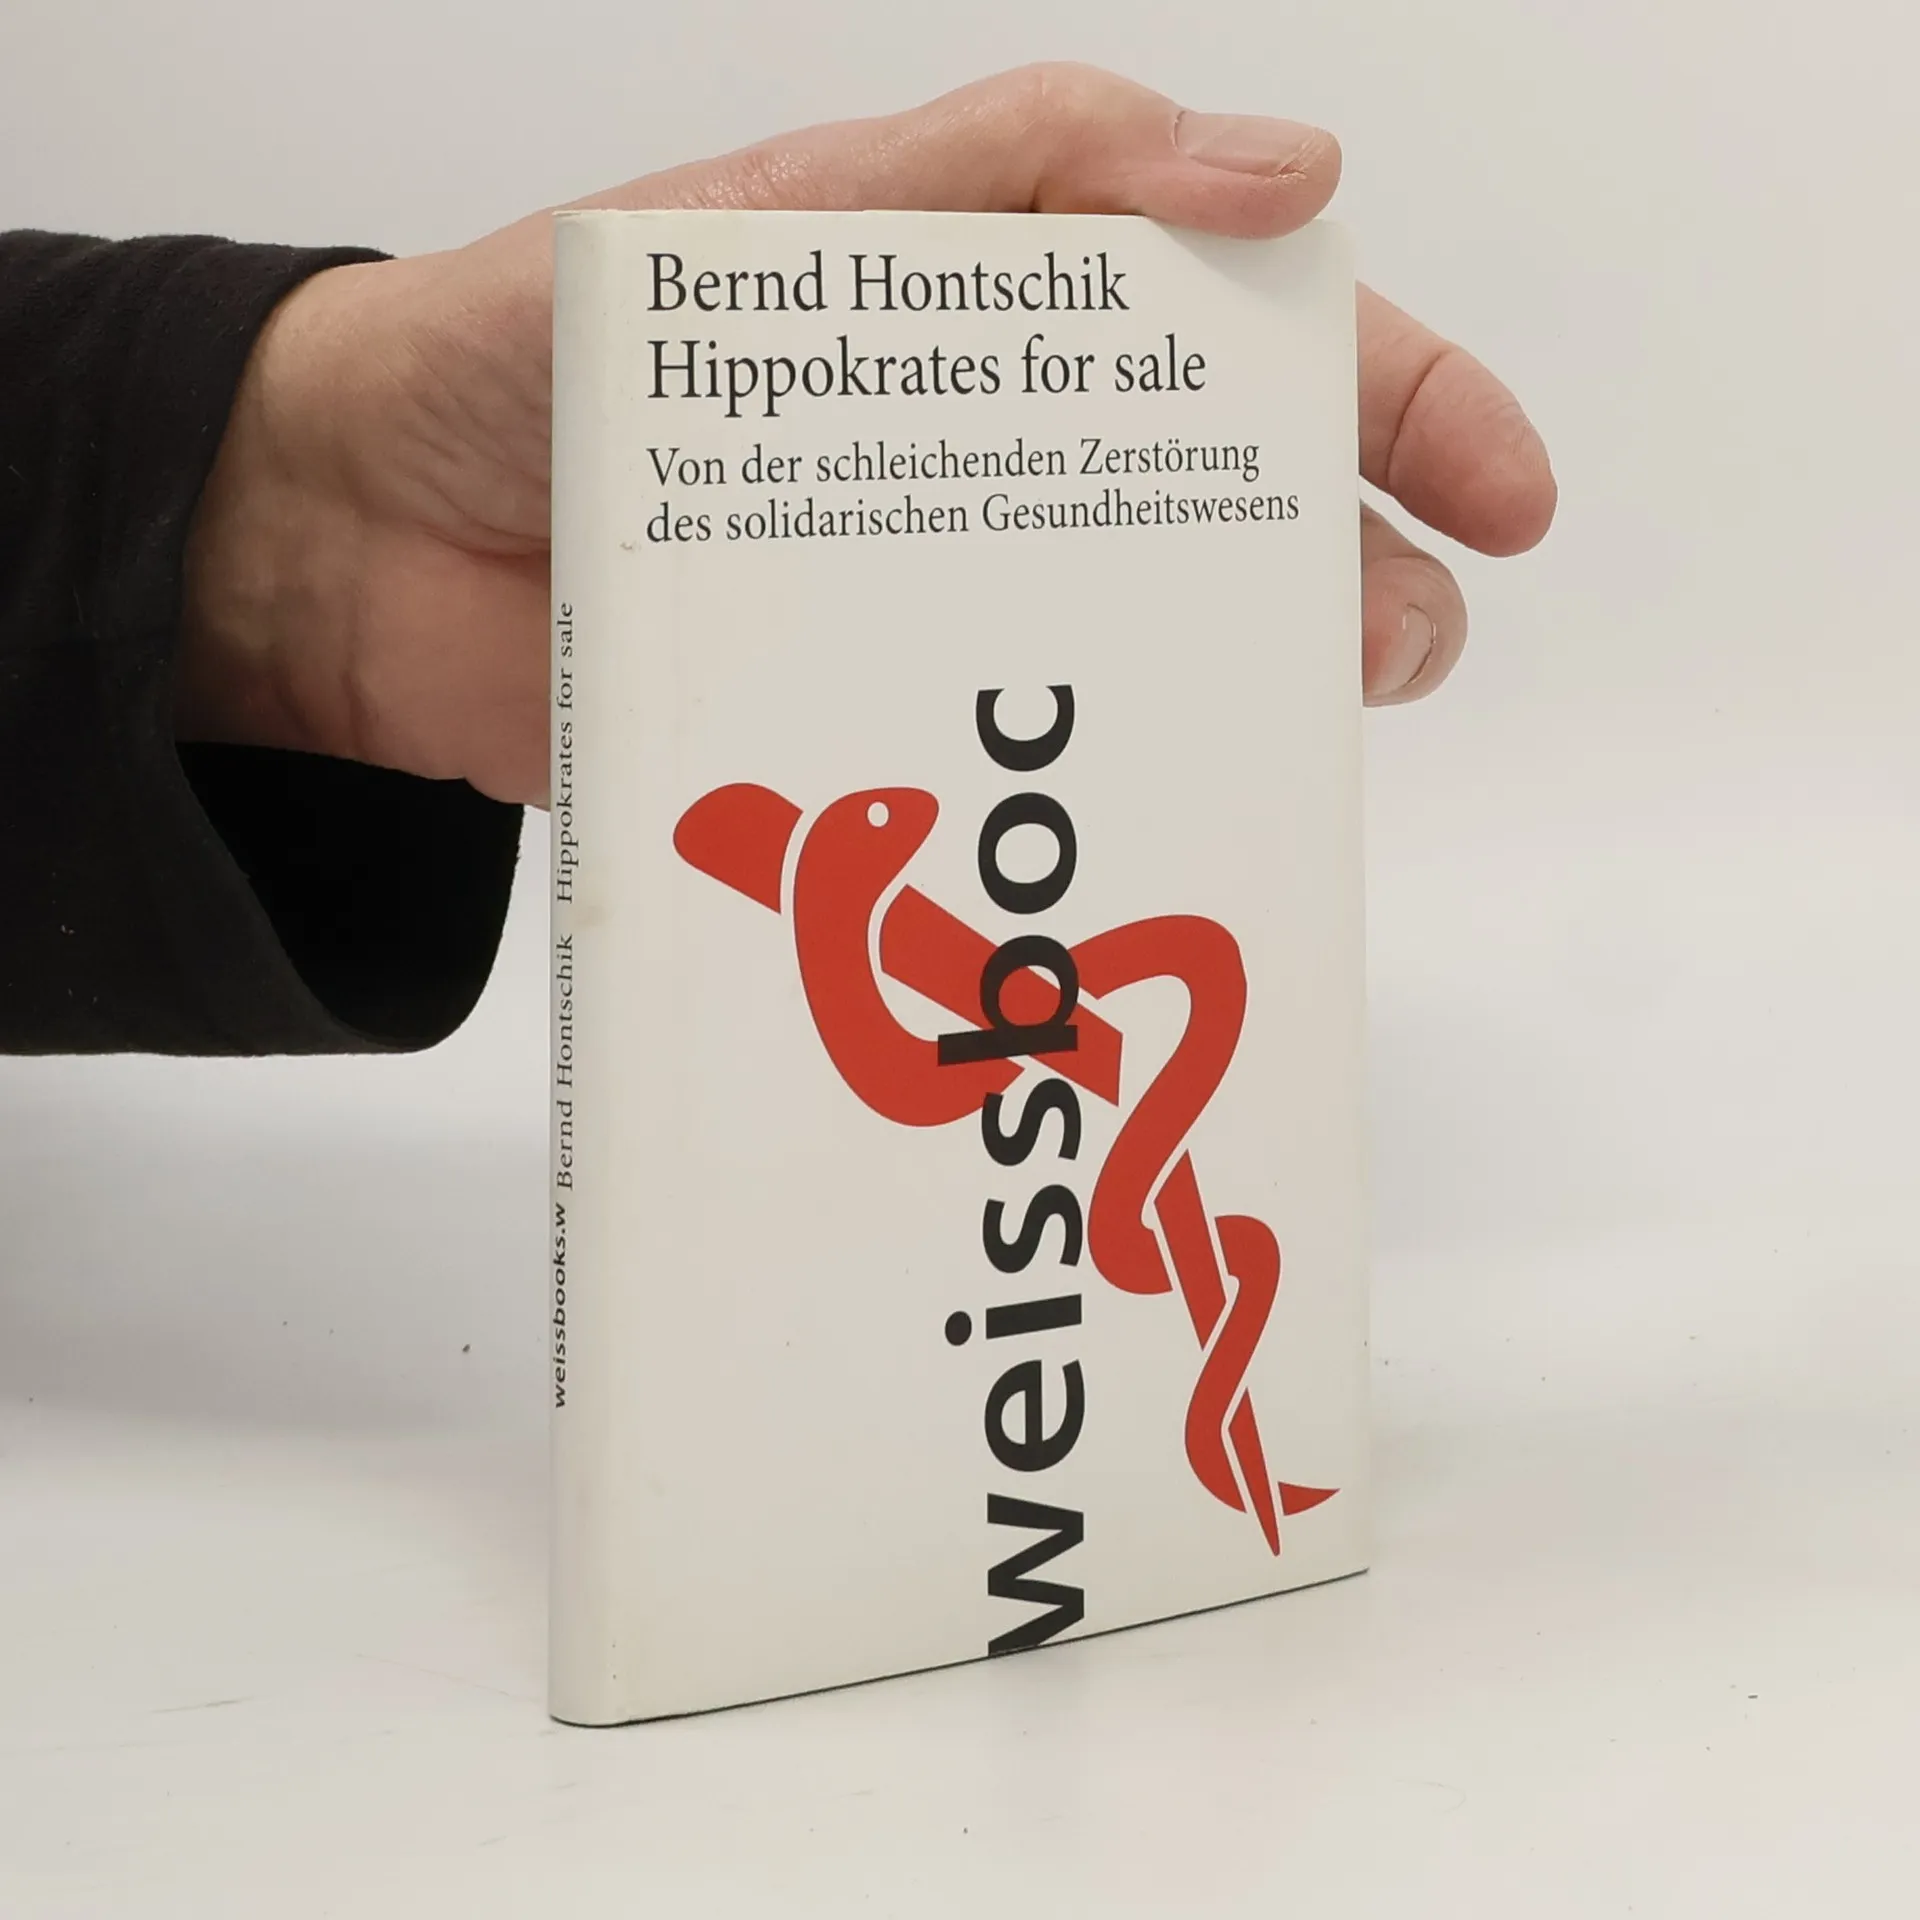 Bernd Hontschik
Hippokrates for sale
Von der schleichenden Zerstörung
des solidarischen Gesundheitswesens
weissboc
weissbooks.w Bernd Hontschik Hippokrates for sale